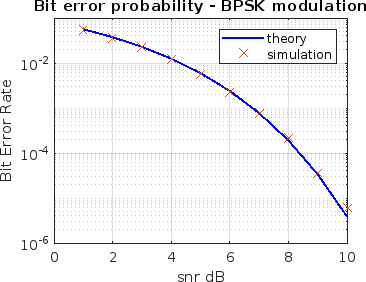 Bit error probability - BPSK modulation
theory
simulation
Bit Error Rate
10^-2
10^-4
10^-6
0 2 4 6 8 10
snr dB